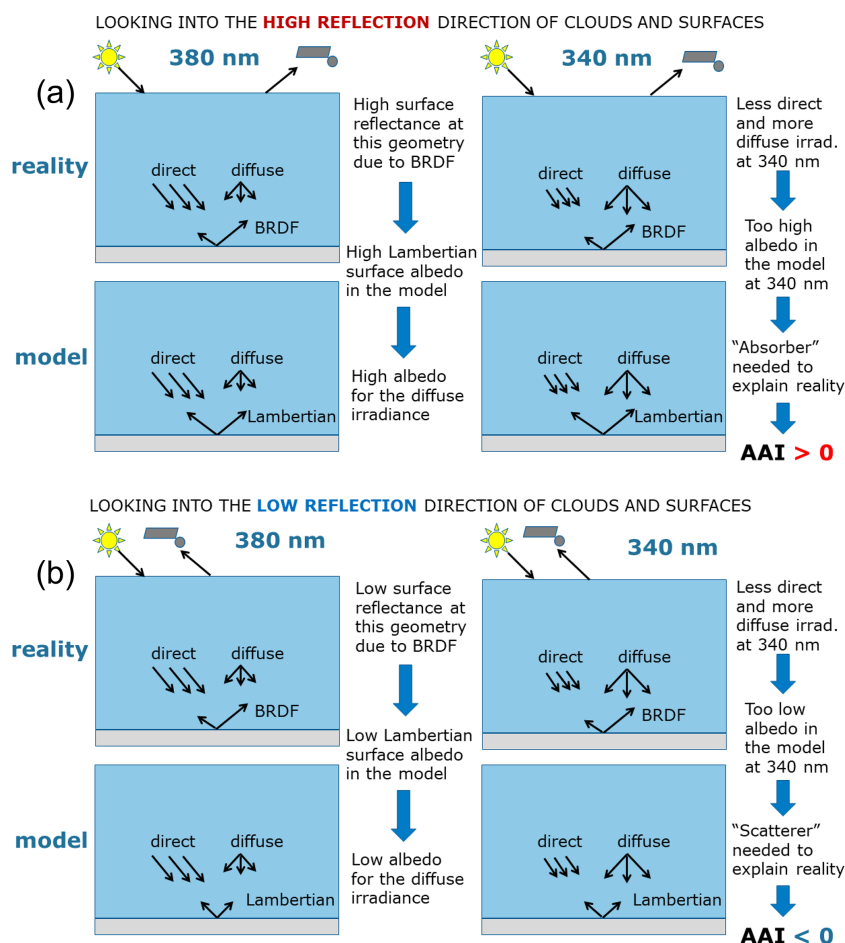 LOOKING INTO THE HIGH REFLECTION DIRECTION OF CLOUDS AND SURFACES
(a)
380 nm
340 nm
reality
direct
diffuse
BRDF
High surface
reflectance at
this geometry
due to BRDF
direct
diffuse
BRDF
Less direct
and more
diffuse irrad.
at 340 nm
High Lambertian
surface albedo
in the model
Too high
albedo in
the model
at 340 nm
model
direct
diffuse
Lambertian
High albedo
for the diffuse
irradiance
direct
diffuse
Lambertian
“Absorber”
needed to
explain reality
AAI > 0
LOOKING INTO THE LOW REFLECTION DIRECTION OF CLOUDS AND SURFACES
(b)
380 nm
340 nm
reality
direct
diffuse
BRDF
Low surface
reflectance at
this geometry
due to BRDF
direct
diffuse
BRDF
Less direct
and more
diffuse irrad.
at 340 nm
Low Lambertian
surface albedo
in the model
Too low
albedo in
the model
at 340 nm
model
direct
diffuse
Lambertian
Low albedo
for the diffuse
irradiance
direct
diffuse
Lambertian
“Scatterer”
needed to
explain reality
AAI < 0